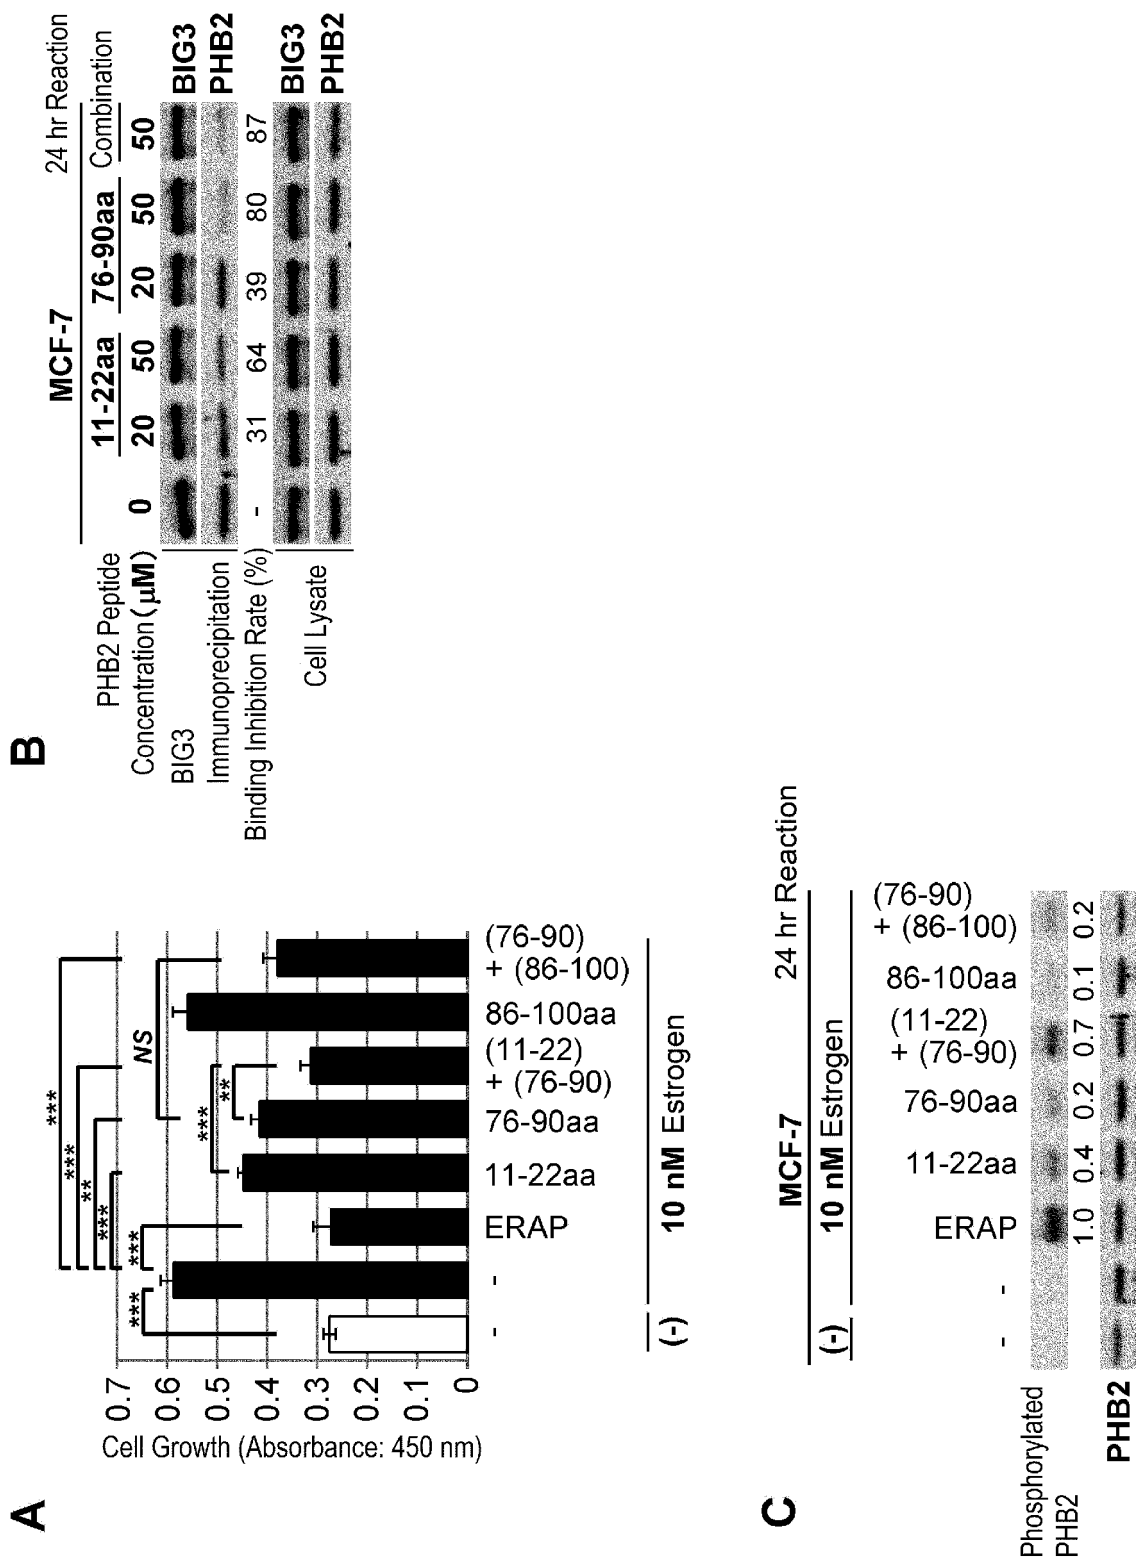 A
Cell Growth (Absorbance: 450 nm)
0.7
0.6
0.5
0.4
0.3
0.2
0.1
0
***
***
***
**
***
***
NS
***
**
-
-
ERAP
11-22aa
76-90aa
(11-22)
+ (76-90)
86-100aa
(76-90)
+ (86-100)
(-)
10 nM Estrogen
B
MCF-7
24 hr Reaction
PHB2 Peptide
11-22aa
76-90aa
Combination
Concentration (μM)
0 20 50 20 50 50
BIG3
Immunoprecipitation
BIG3
PHB2
Binding Inhibition Rate (%)
- 31 64 39 80 87
Cell Lysate
BIG3
PHB2
C
MCF-7
24 hr Reaction
(-)
10 nM Estrogen
-
-
ERAP
11-22aa
76-90aa
(11-22)
+ (76-90)
86-100aa
(76-90)
+ (86-100)
Phosphorylated
PHB2
1.0 0.4 0.2 0.7 0.1 0.2
PHB2